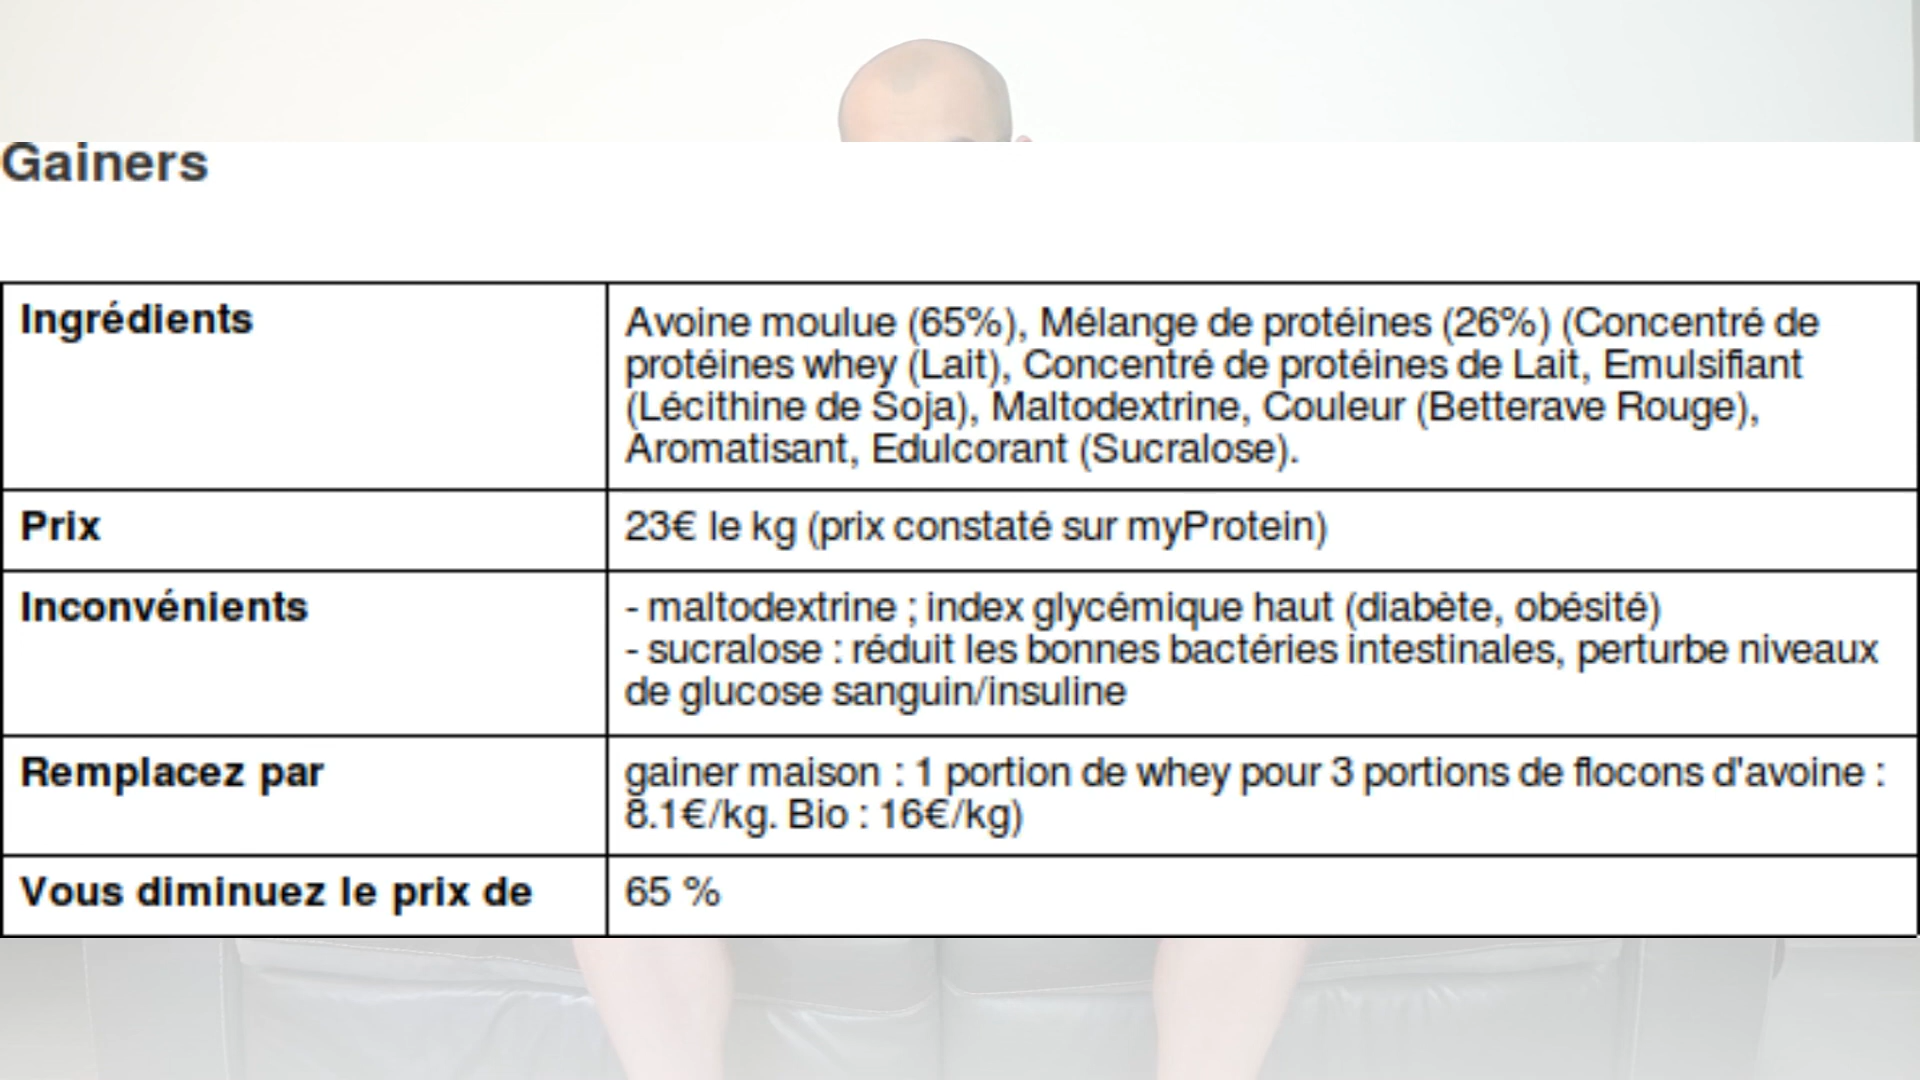 Gainers
Ingrédients
Avoine moulue (65%), Mélange de protéines (26%) (Concentré de
protéines whey (Lait), Concentré de protéines de Lait, Emulsifiant
(Lécithine de Soja), Maltodextrine, Couleur (Betterave Rouge),
Aromatisant, Edulcorant (Sucralose).
Prix
23€ le kg (prix constaté sur myProtein)
Inconvénients
- maltodextrine ; index glycémique haut (diabète, obésité)
- sucralose : réduit les bonnes bactéries intestinales, perturbe niveaux
de glucose sanguin/insuline
Remplacez par
gainer maison : 1 portion de whey pour 3 portions de flocons d'avoine :
8.1€/kg. Bio : 16€/kg)
Vous diminuez le prix de
65 %